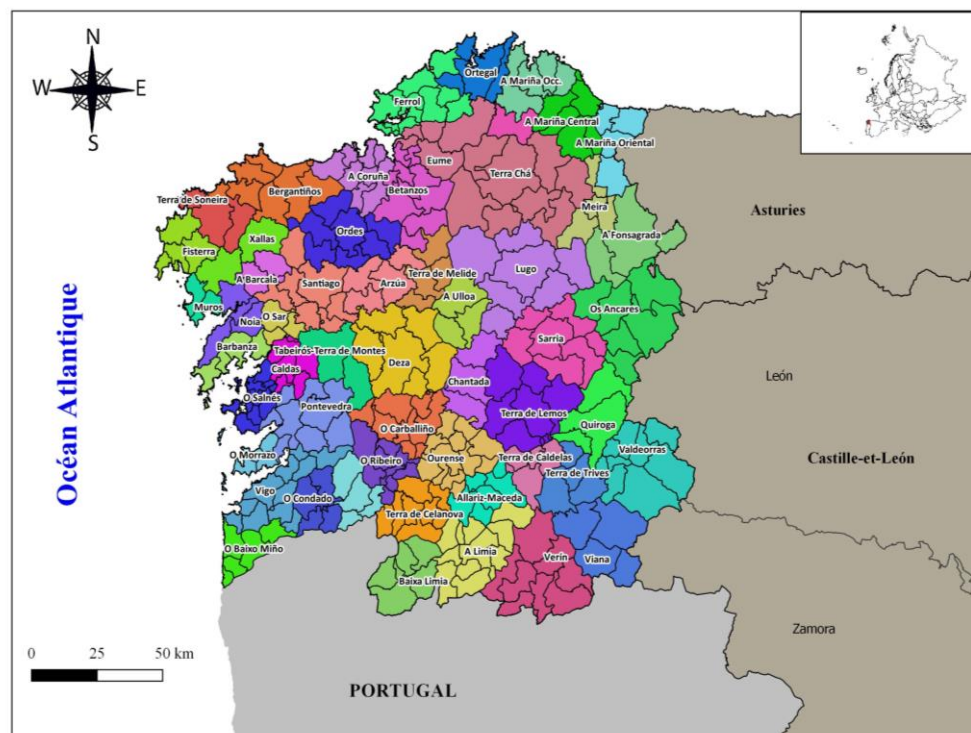 N
W
E
S
Ortegal
A Mariña Occ.
Ferrol
A Mariña Central
A Mariña Oriental
Eume
A Coruña
Terra Chá
Bergantiños
Betanzos
Terra de Soneira
Meira
Asturies
Ordes
A Fonsagrada
Xallas
Fisterra
Lugo
A Barcala
Santiago
Arzúa
Terra de Melide
A Ulloa
Muros
Noia
O Sar
Os Ancares
Barbanza
Sarria
Tabeirós-Terra de Montes
Caldas
Deza
León
Chantada
O Salnés
Pontevedra
Terra de Lemos
Quiroga
O Carballiño
Valdeorras
O Morrazo
O Ribeiro
Ourense
Terra de Caldelas
Castille-et-León
Terra de Trives
Vigo
O Condado
Allariz-Maceda
Terra de Celanova
O Baixo Miño
A Limia
Verín
Viana
Baixa Limia
Zamora
Océan Atlantique
0 25 50 km
PORTUGAL